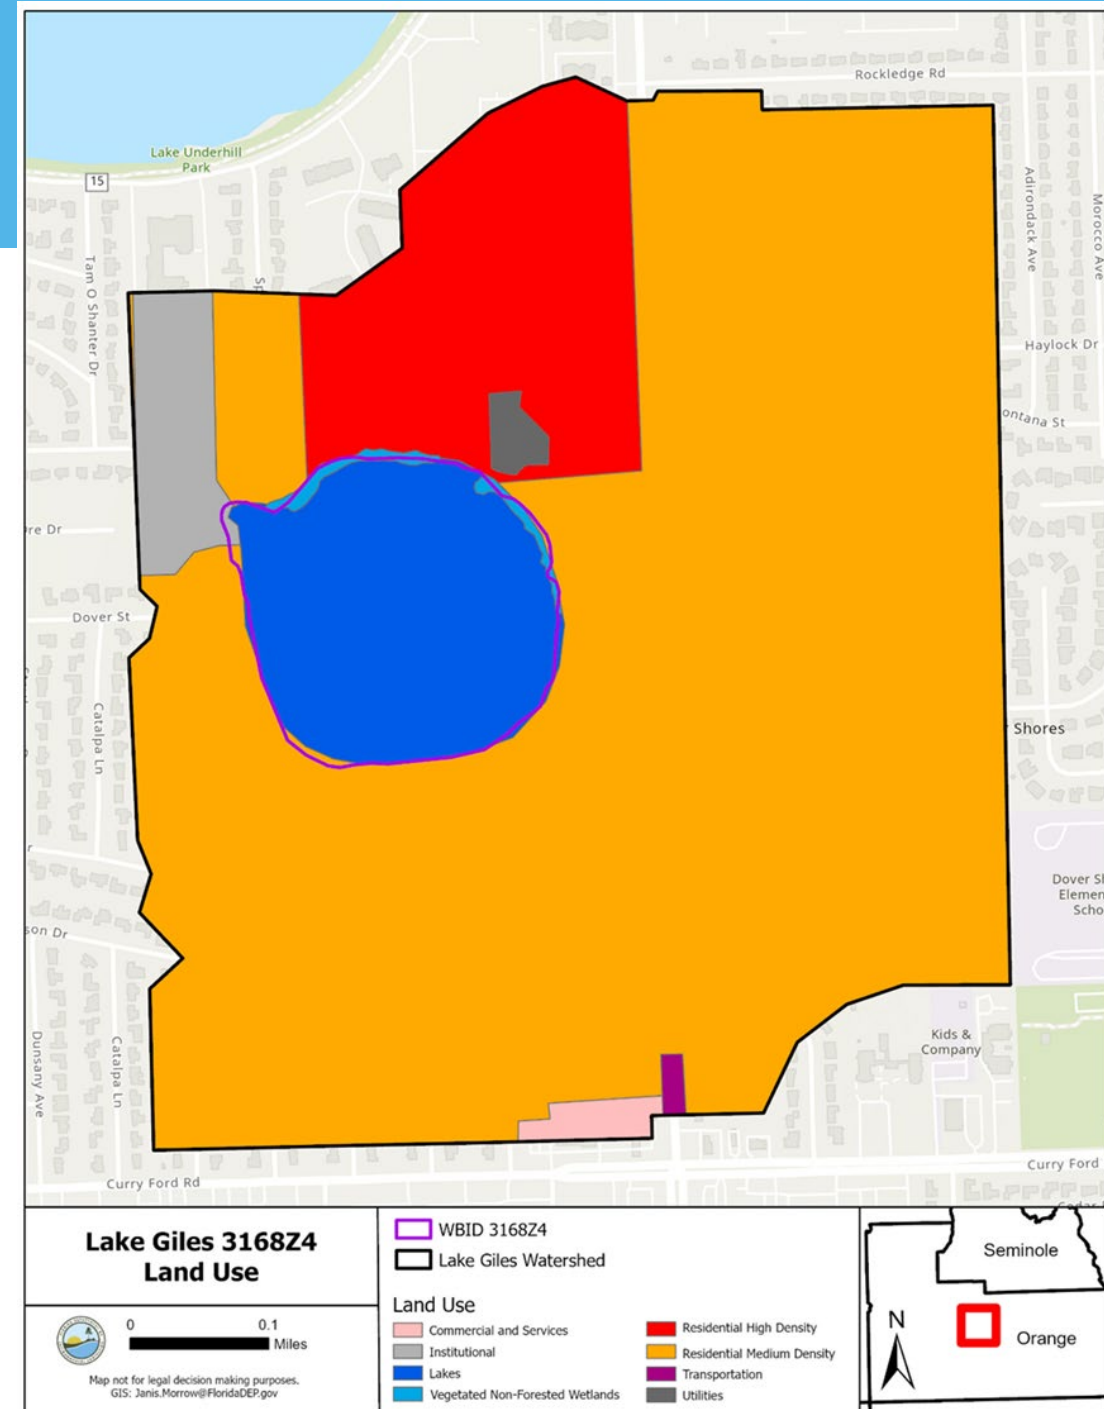 Rockledge Rd
Lake Underhill
Park
15
Tam O Shanter Dr
Sp
Adirondack Ave
Morocco Ave
Haylock Dr
ontana St
re Dr
Dover St
Catalpa Ln
Shores
r
Dover Sh
Elemen
Scho
son Dr
Dunsany Ave
Catalpa Ln
Kids &
Company
Curry Ford Rd
Curry Ford
Lake Giles 3168Z4
Land Use
0 0.1
Miles
Map not for legal decision making purposes.
GIS: Janis.Morrow@FloridaDEP.gov
WBID 3168Z4
Lake Giles Watershed
Land Use
Commercial and Services
Institutional
Lakes
Vegetated Non-Forested Wetlands
Residential High Density
Residential Medium Density
Transportation
Utilities
Seminole
N
Orange